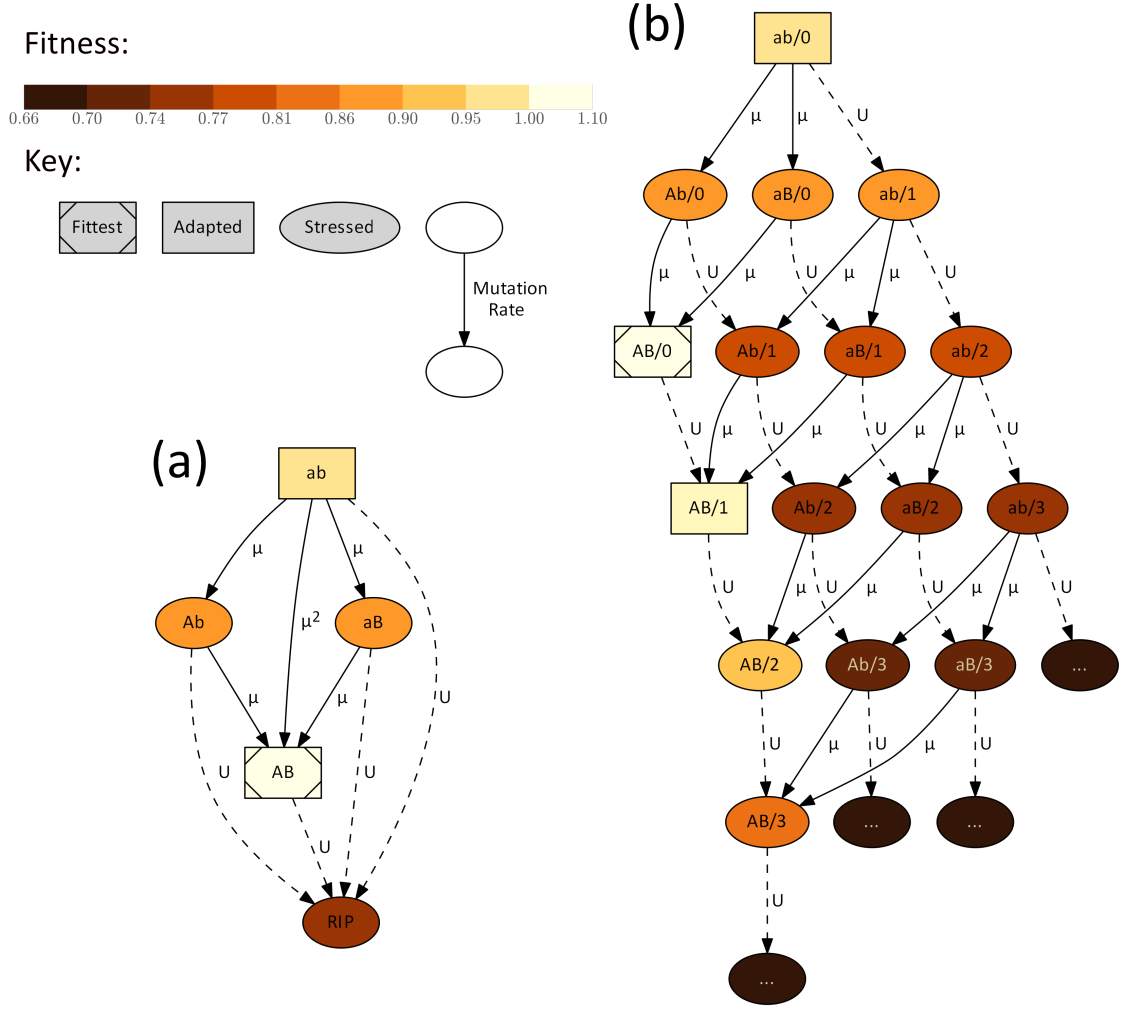 Fitness:
0.66 0.70 0.74 0.77 0.81 0.86 0.90 0.95 1.00 1.10
Key:
Fittest Adapted Stressed
Mutation
Rate
(a)
ab
μ μ
μ²
Ab aB
μ μ U
U AB U
U
RIP
(b)
ab/0
μ μ U
Ab/0 aB/0 ab/1
μ U μ U μ μ U
AB/0 Ab/1 aB/1 ab/2
U μ U μ U μ μ U
AB/1 Ab/2 aB/2 ab/3
U μ U μ U μ μ U
AB/2 Ab/3 aB/3 ...
U μ U μ U
AB/3 ... ...
U
...